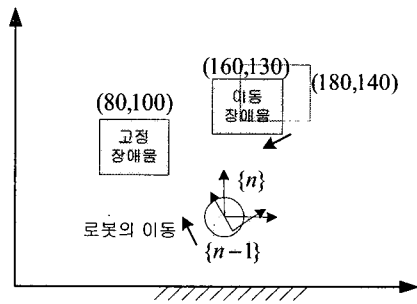 (160,130)
(180,140)
(80,100)
이동
장애물
고정
장애물
{n}
로봇의 이동
{n−1}